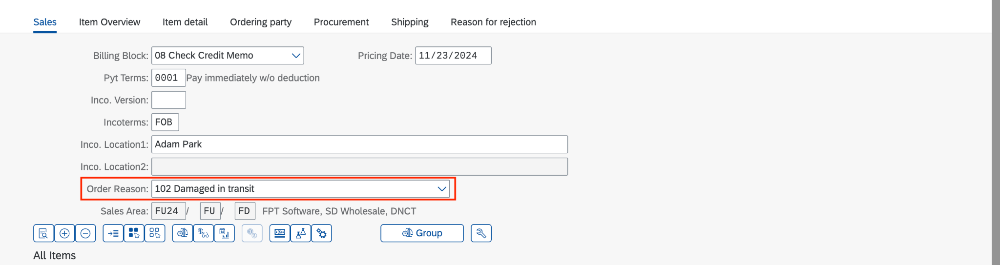 Sales Item Overview Item detail Ordering party Procurement Shipping Reason for rejection
Billing Block: 08 Check Credit Memo Pricing Date: 11/23/2024
Pyt Terms: 0001 Pay immediately w/o deduction
Inco. Version:
Incoterms: FOB
Inco. Location1: Adam Park
Inco. Location2:
Order Reason: 102 Damaged in transit
Sales Area: FU24 / FU / FD FPT Software, SD Wholesale, DNCT
Group
All Items